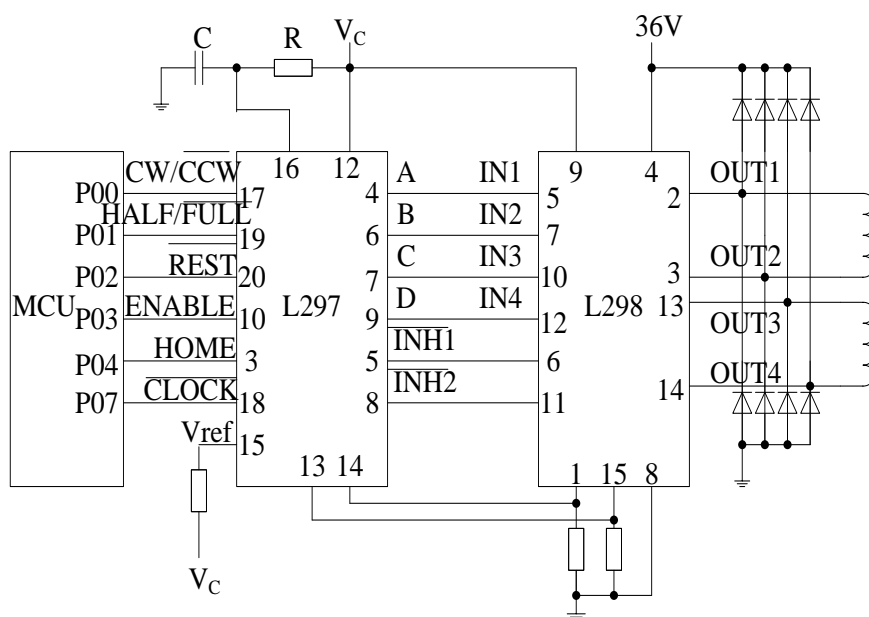 C
R
V_C
36V
16
12
9
4
MCU
P00
P01
P02
P03
P04
P07
CW/CCW
HALF/FULL
REST
ENABLE
HOME
CLOCK
Vref
V_C
17
19
20
10
3
18
15
L297
4
6
7
9
5
8
13
14
A
B
C
D
INH1
INH2
IN1
IN2
IN3
IN4
5
7
10
12
6
11
L298
2
3
13
14
1
15
8
OUT1
OUT2
OUT3
OUT4